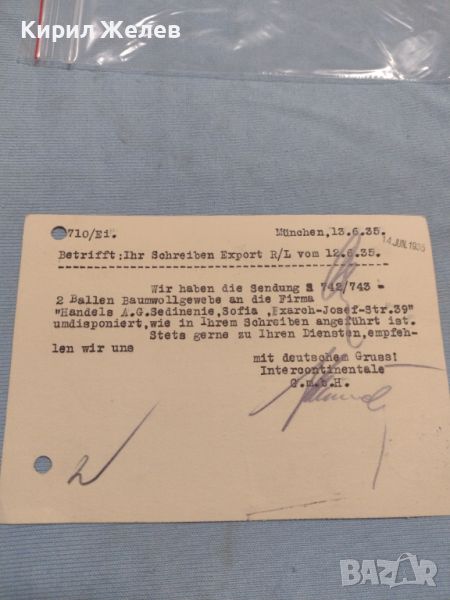 Кирил Желев
710/Ei.
München, 13.6.35.
14. JUN. 1935
Betrifft: Ihr Schreiben Export R/L vom 12.6.35.
Wir haben die Sendung S 742/743 -
2 Ballen Baumwollgewebe an die Firma
"Handels A.G. Sedinenie, Sofia, Exarch-Josef-Str. 39"
umdisponiert, wie in Ihrem Schreiben angeführt ist.
Stets gerne zu Ihren Diensten, empfeh-
len wir uns
mit deutschem Gruss!
Intercontinentale
G.m.b.H.
BAZAR